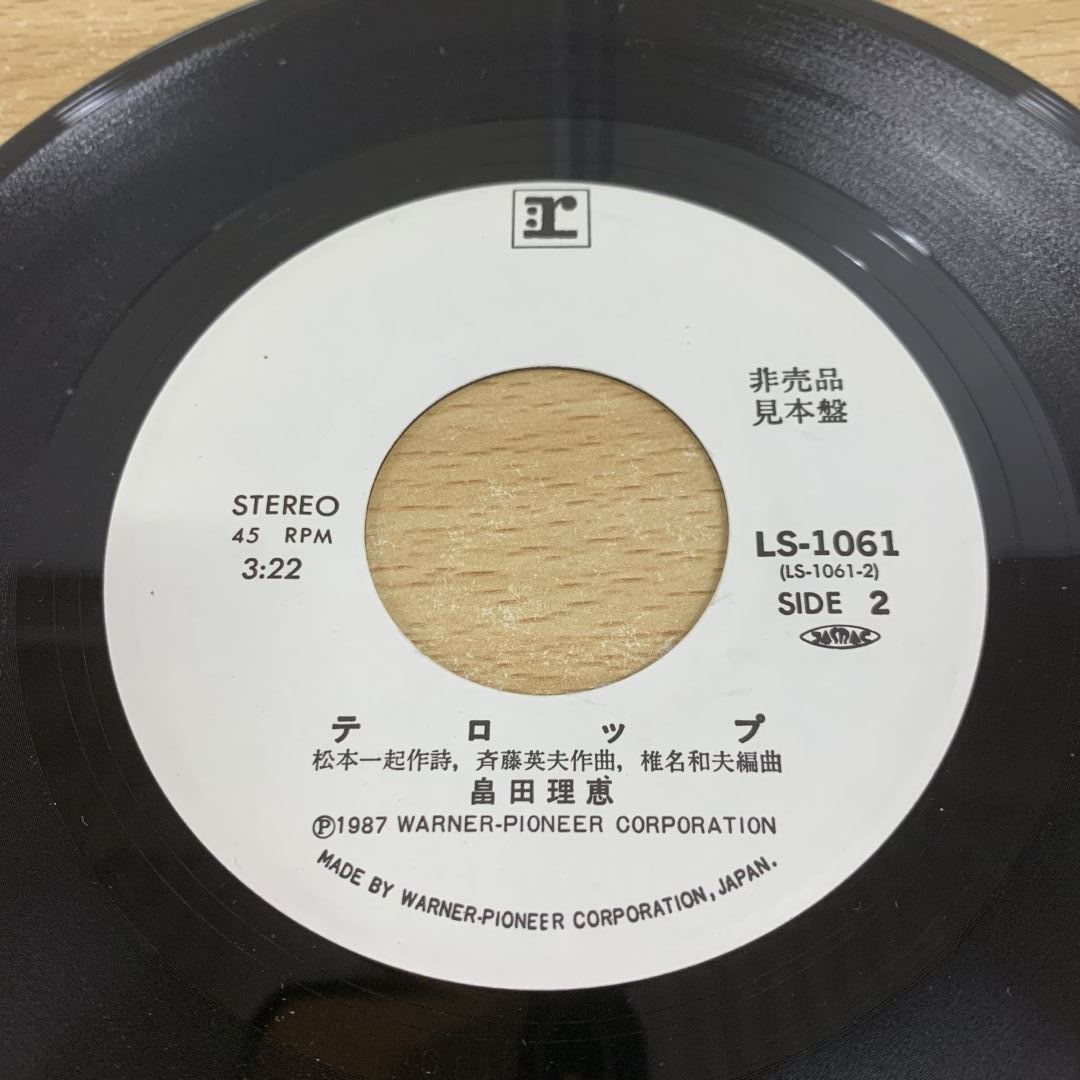 r
非売品
見本盤
STEREO
45 RPM
3:22
LS-1061
(LS-1061-2)
SIDE 2
JASRAC
テロップ
松本一起作詩, 斉藤英夫作曲, 椎名和夫編曲
畠田理恵
Ⓟ1987 WARNER-PIONEER CORPORATION
MADE BY WARNER-PIONEER CORPORATION, JAPAN.